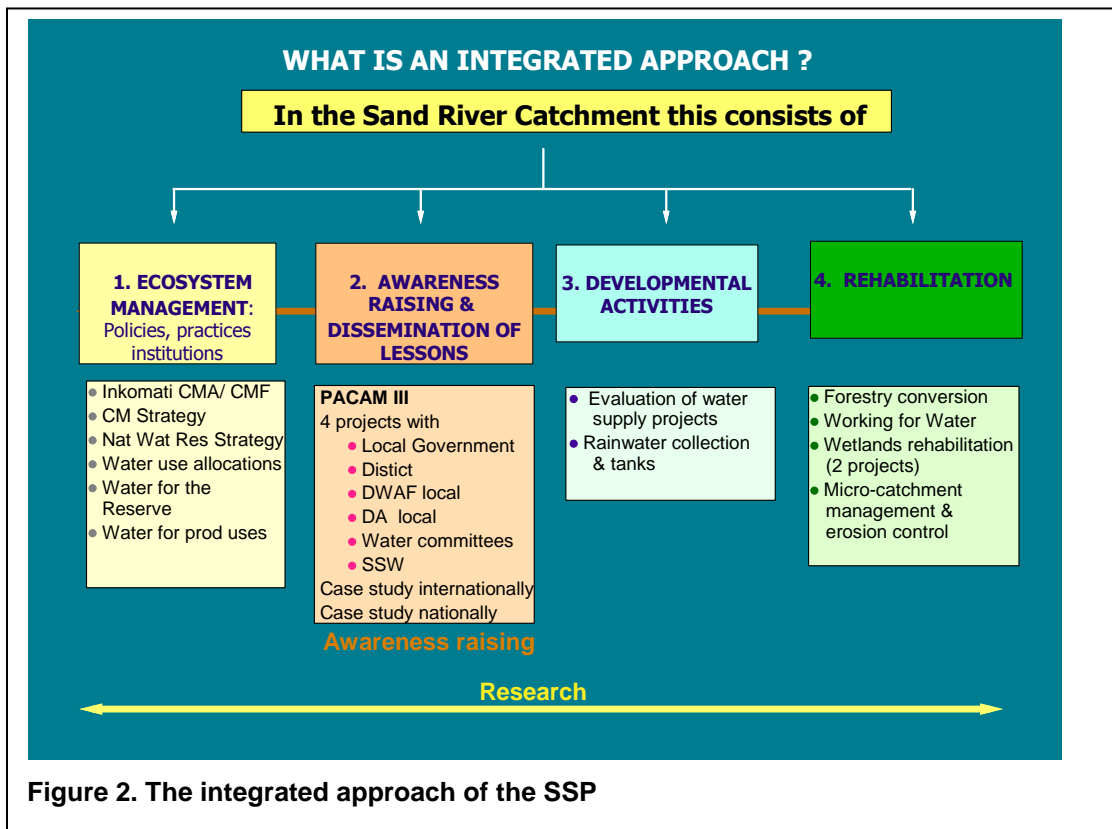 WHAT IS AN INTEGRATED APPROACH ?
In the Sand River Catchment this consists of
1. ECOSYSTEM
MANAGEMENT:
Policies, practices
institutions
Inkomati CMA/ CMF
CM Strategy
Nat Wat Res Strategy
Water use allocations
Water for the
Reserve
Water for prod uses
2. AWARENESS
RAISING &
DISSEMINATION OF
LESSONS
PACAM III
4 projects with
Local Government
Distict
DWAF local
DA local
Water committees
SSW
Case study internationally
Case study nationally
Awareness raising
3. DEVELOPMENTAL
ACTIVITIES
Evaluation of water
supply projects
Rainwater collection
& tanks
4. REHABILITATION
Forestry conversion
Working for Water
Wetlands rehabilitation
(2 projects)
Micro-catchment
management &
erosion control
Research
Figure 2. The integrated approach of the SSP